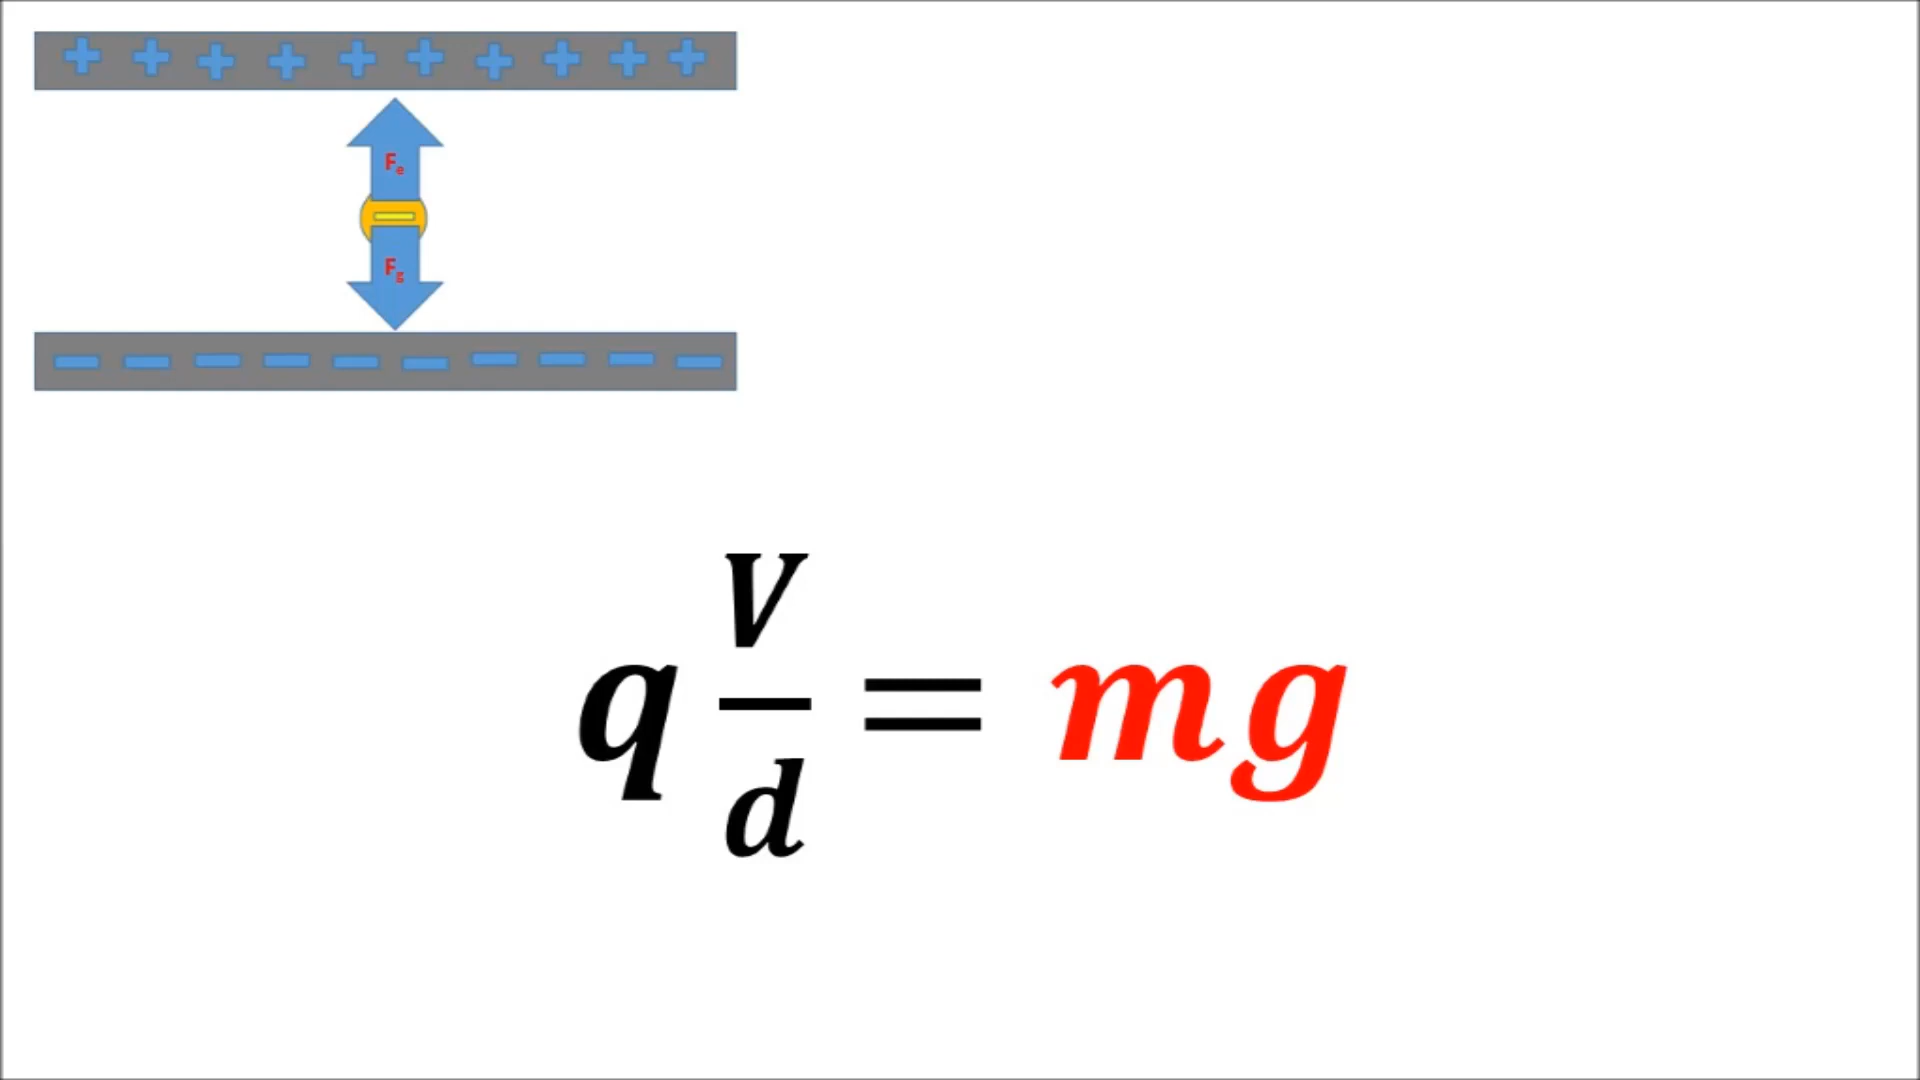 + + + + + + + + + +
Fe
−
Fg
− − − − − − − − − −
q V/d = mg